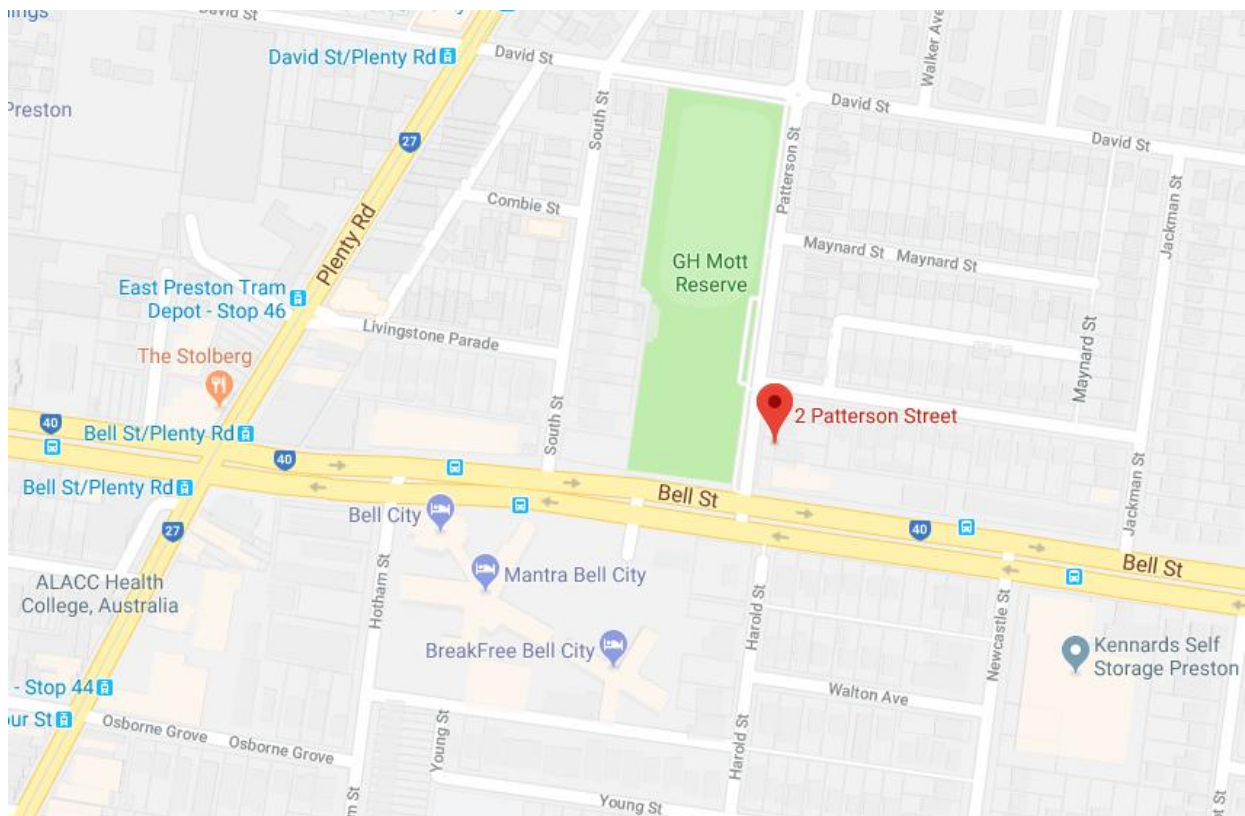 David St/Plenty Rd
David St
Preston
27
South St
Patterson St
David St
Walker Ave
David St
Combie St
Plenty Rd
GH Mott
Reserve
Maynard St
Maynard St
Jackman St
East Preston Tram
Depot - Stop 46
Livingstone Parade
Maynard St
The Stolberg
2 Patterson Street
40
Bell St/Plenty Rd
South St
40
Bell St/Plenty Rd
Bell St
Jackman St
27
Bell City
40
Bell St
ALACC Health
College, Australia
Hotham St
Mantra Bell City
Harold St
Newcastle St
BreakFree Bell City
Kennards Self
Storage Preston
- Stop 44
Walton Ave
Osborne Grove
Osborne Grove
Young St
Harold St
Young St